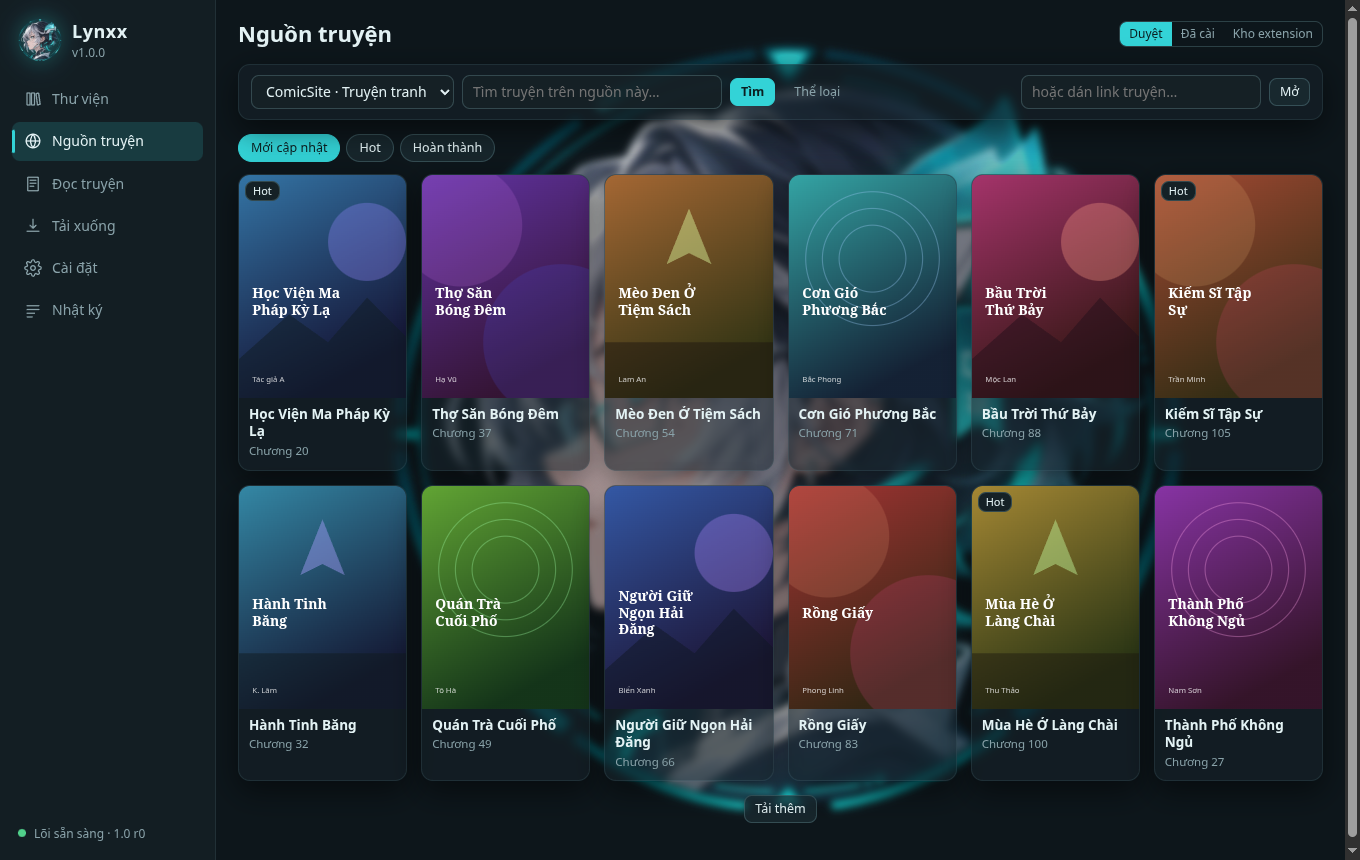 Lynxx
v1.0.0
Thư viện
Nguồn truyện
Đọc truyện
Tải xuống
Cài đặt
Nhật ký
Lõi sẵn sàng · 1.0 r0
Nguồn truyện
Duyệt
Đã cài
Kho extension
ComicSite · Truyện tranh
Tìm truyện trên nguồn này...
Tìm
Thể loại
hoặc dán link truyện...
Mở
Mới cập nhật
Hot
Hoàn thành
Hot
Học Viện Ma
Pháp Kỳ Lạ
Tác giả A
Học Viện Ma Pháp Kỳ
Lạ
Chương 20
Thợ Săn
Bóng Đêm
Hạ Vũ
Thợ Săn Bóng Đêm
Chương 37
Mèo Đen Ở
Tiệm Sách
Lam An
Mèo Đen Ở Tiệm Sách
Chương 54
Cơn Gió
Phương Bắc
Bắc Phong
Cơn Gió Phương Bắc
Chương 71
Bầu Trời
Thứ Bảy
Mộc Lan
Bầu Trời Thứ Bảy
Chương 88
Hot
Kiếm Sĩ Tập
Sự
Trần Minh
Kiếm Sĩ Tập Sự
Chương 105
Hành Tinh
Băng
K. Lâm
Hành Tinh Băng
Chương 32
Quán Trà
Cuối Phố
Tô Hà
Quán Trà Cuối Phố
Chương 49
Người Giữ
Ngọn Hải
Đăng
Biển Xanh
Người Giữ Ngọn Hải
Đăng
Chương 66
Rồng Giấy
Phong Linh
Rồng Giấy
Chương 83
Hot
Mùa Hè Ở
Làng Chài
Thu Thảo
Mùa Hè Ở Làng Chài
Chương 100
Thành Phố
Không Ngủ
Nam Sơn
Thành Phố Không
Ngủ
Chương 27
Tải thêm